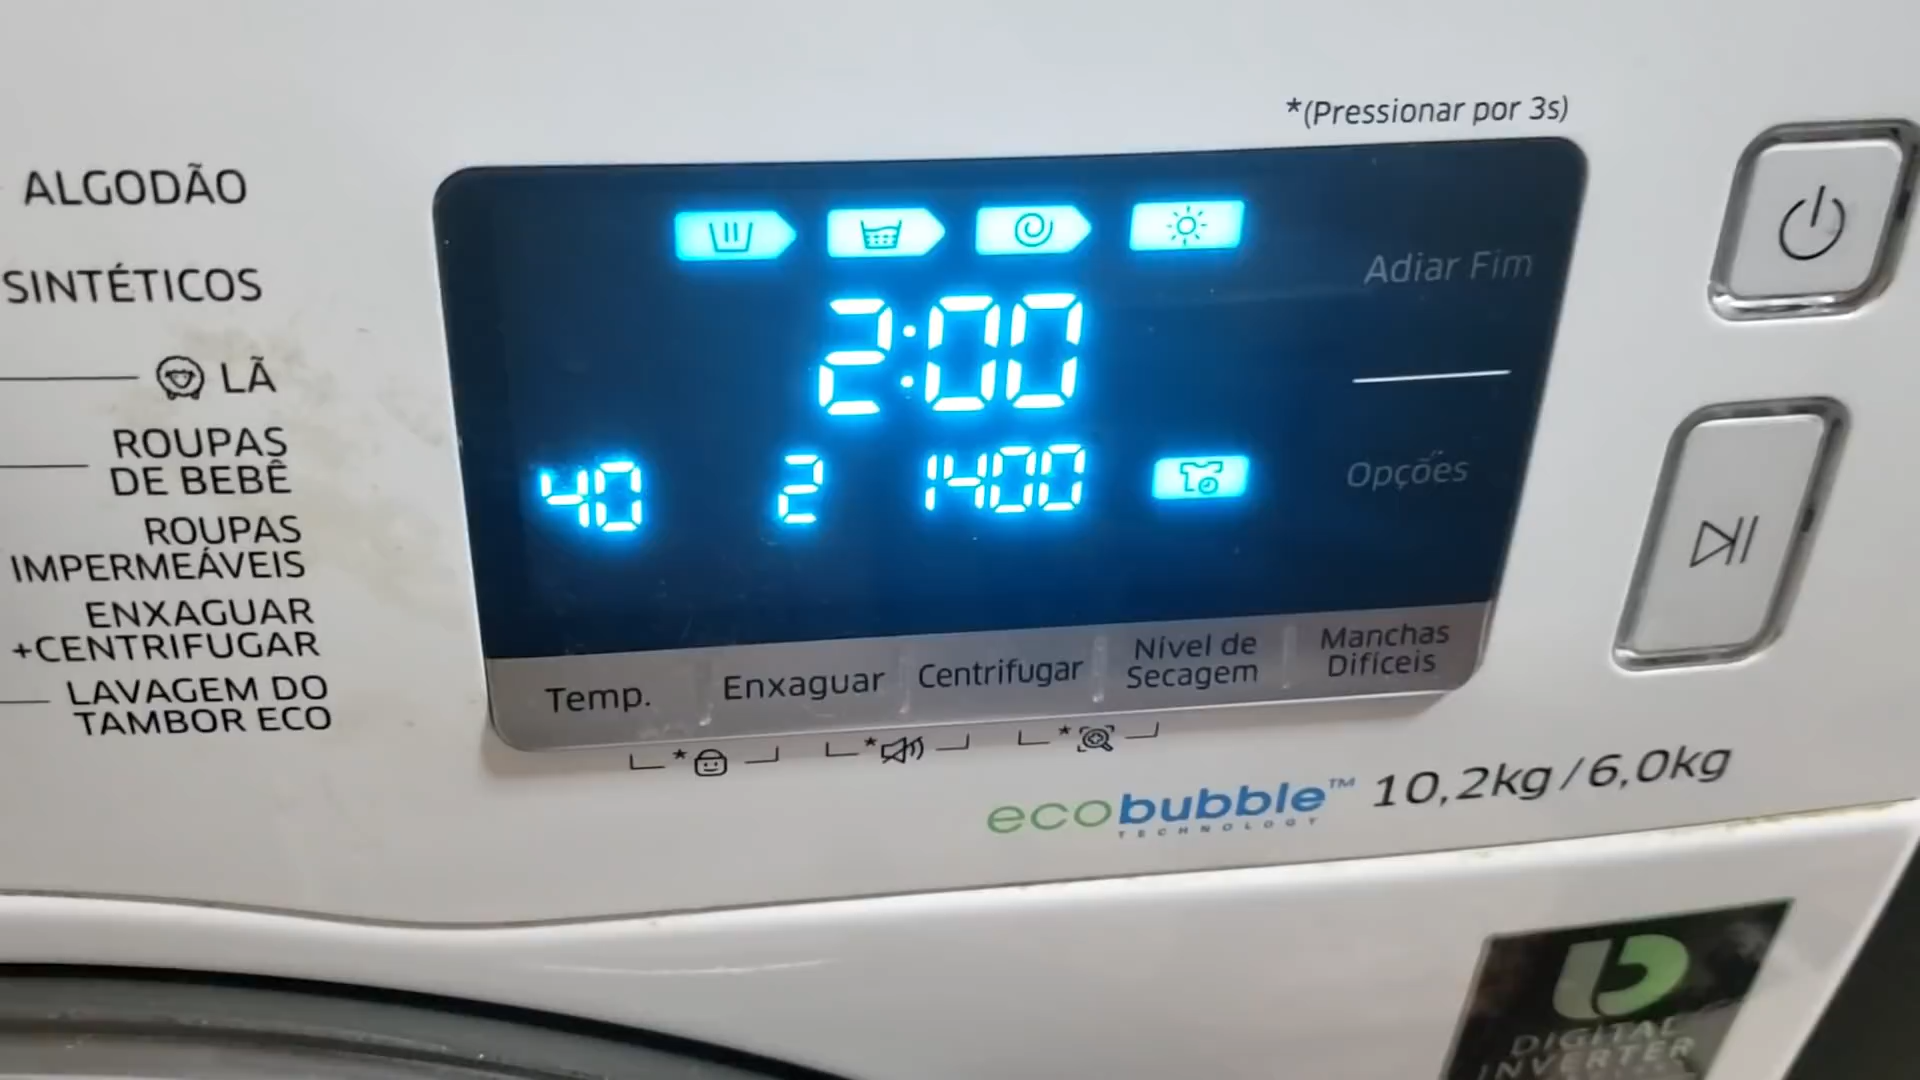 *(Pressionar por 3s)
ALGODÃO
SINTÉTICOS
LÃ
ROUPAS
DE BEBÊ
ROUPAS
IMPERMEÁVEIS
ENXAGUAR
+CENTRIFUGAR
LAVAGEM DO
TAMBOR ECO
2:00
40 2 1400
Adiar Fim
Opções
Temp.
Enxaguar
Centrifugar
Nível de
Secagem
Manchas
Difíceis
* * *
ecobubble™ 10,2kg/6,0kg
TECHNOLOGY
DIGITAL
INVERTER